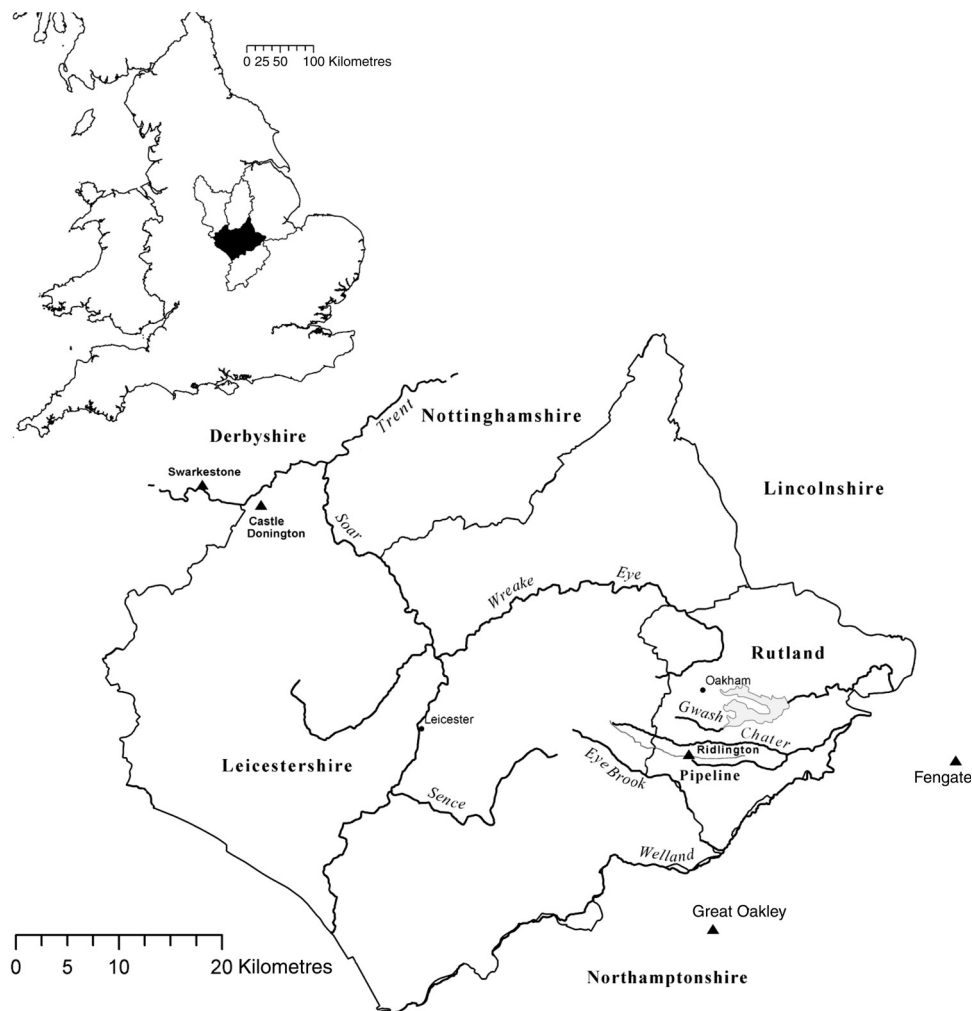 0 25 50 100 Kilometres
Nottinghamshire
Trent
Derbyshire
Swarkestone
Lincolnshire
Castle
Donington
Soar
Wreake
Eye
Rutland
Oakham
Gwash
Chater
Leicester
Ridlington
Leicestershire
Eye Brook
Pipeline
Fengate
Sence
Welland
Great Oakley
0 5 10 20 Kilometres
Northamptonshire